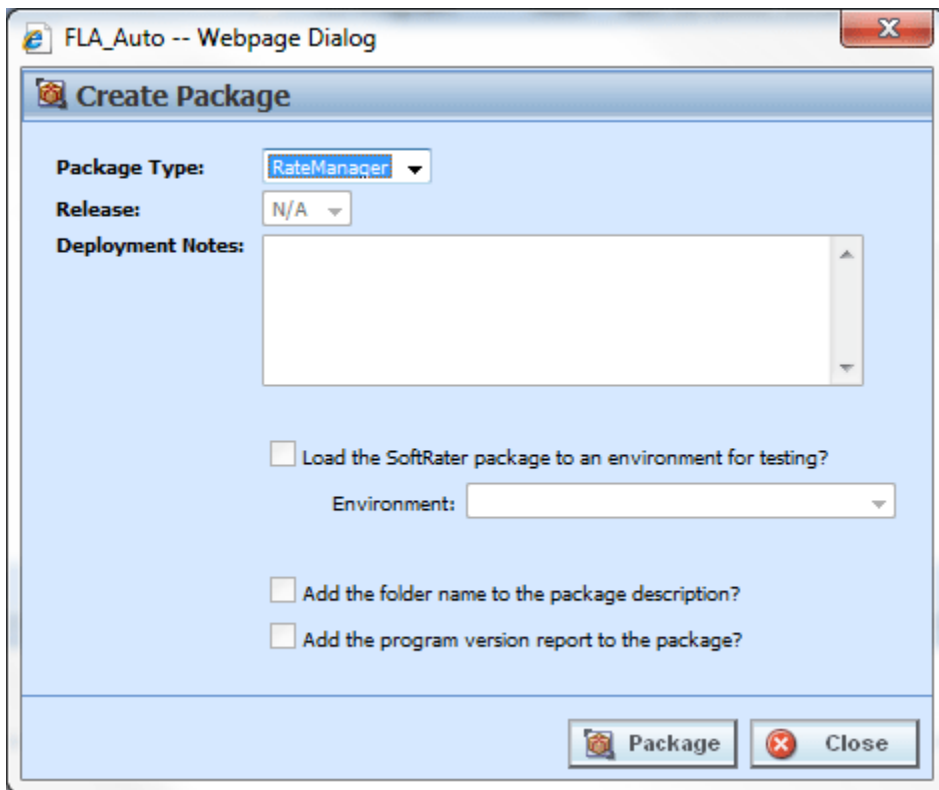 FLA_Auto -- Webpage Dialog
X
Create Package
Package Type: RateManager
Release: N/A
Deployment Notes:
Load the SoftRater package to an environment for testing?
Environment:
Add the folder name to the package description?
Add the program version report to the package?
Package Close